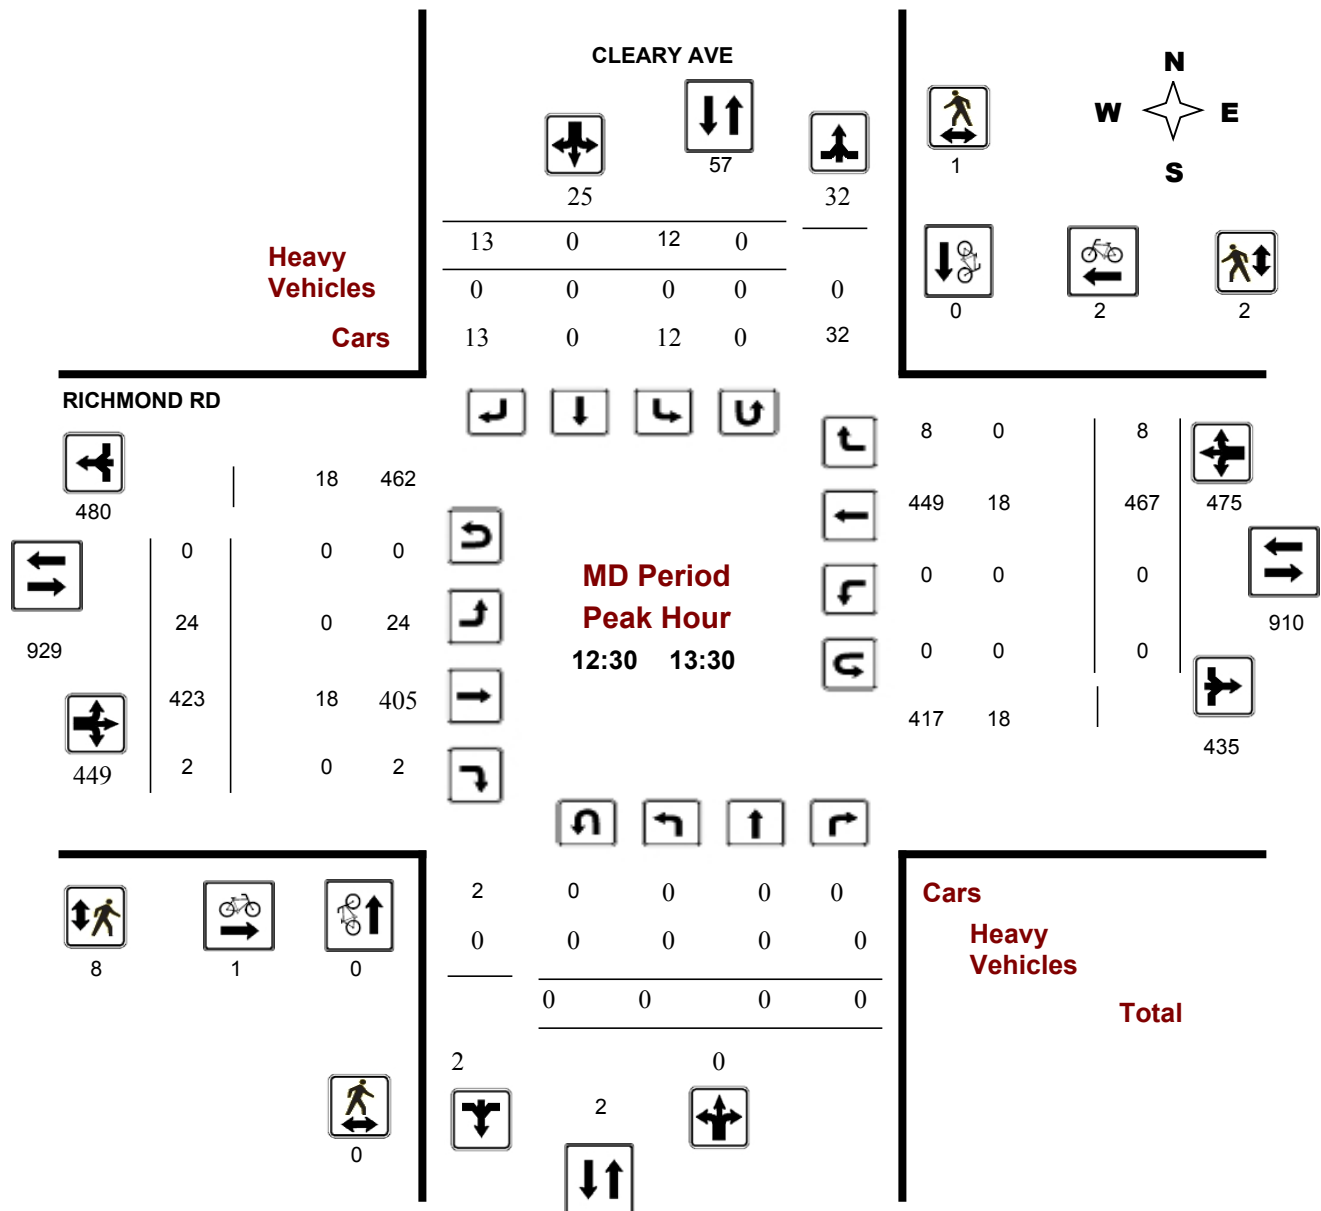 CLEARY AVE
N
W E
S
57
1
25 32
13 0 12 0
Heavy
Vehicles
0 0 0 0 0
0 2 2
Cars
13 0 12 0 32
RICHMOND RD
8 0 8
18 462
480
449 18 467 475
0 0 0
0 0 0
MD Period
Peak Hour
12:30 13:30
24 0 24
929
910
0 0 0
423 18 405
417 18
435
449
2 0 2
2 0 0 0 0
Cars
0 0 0 0 0
Heavy
Vehicles
8 1 0
0 0 0 0
Total
2 0
2
0